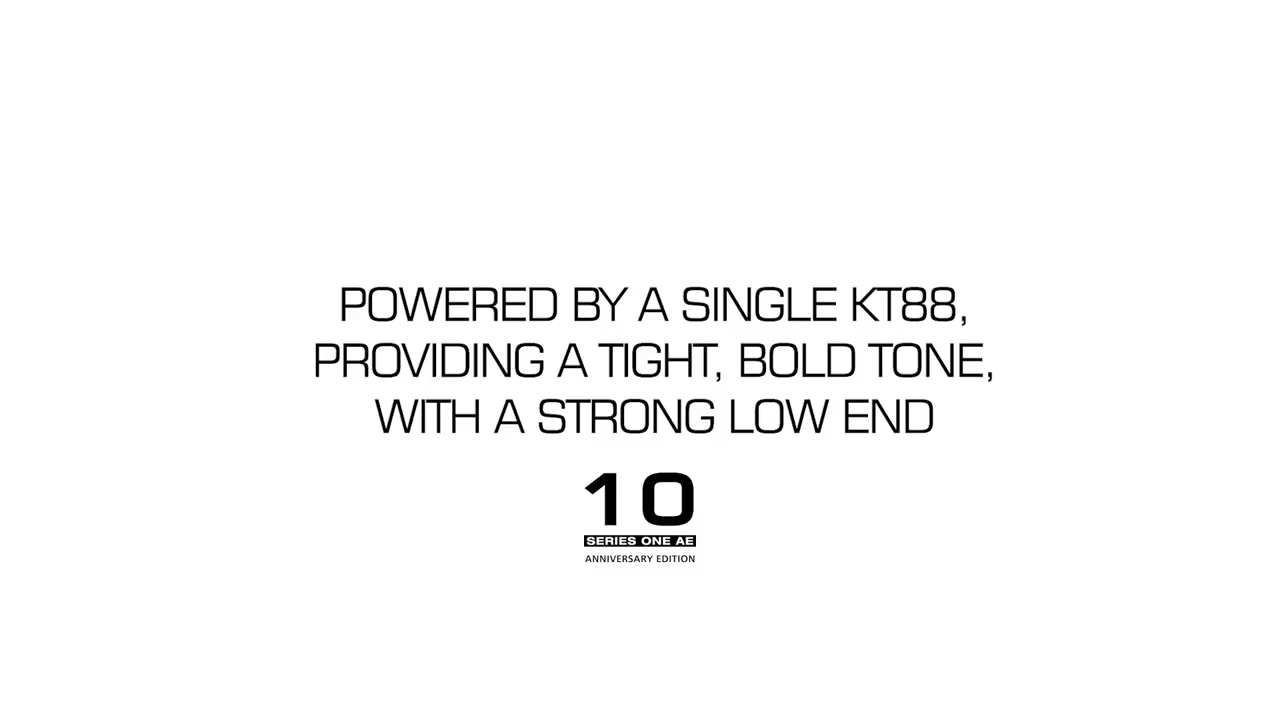 POWERED BY A SINGLE KT88,
PROVIDING A TIGHT, BOLD TONE,
WITH A STRONG LOW END
10
SERIES ONE AE
ANNIVERSARY EDITION